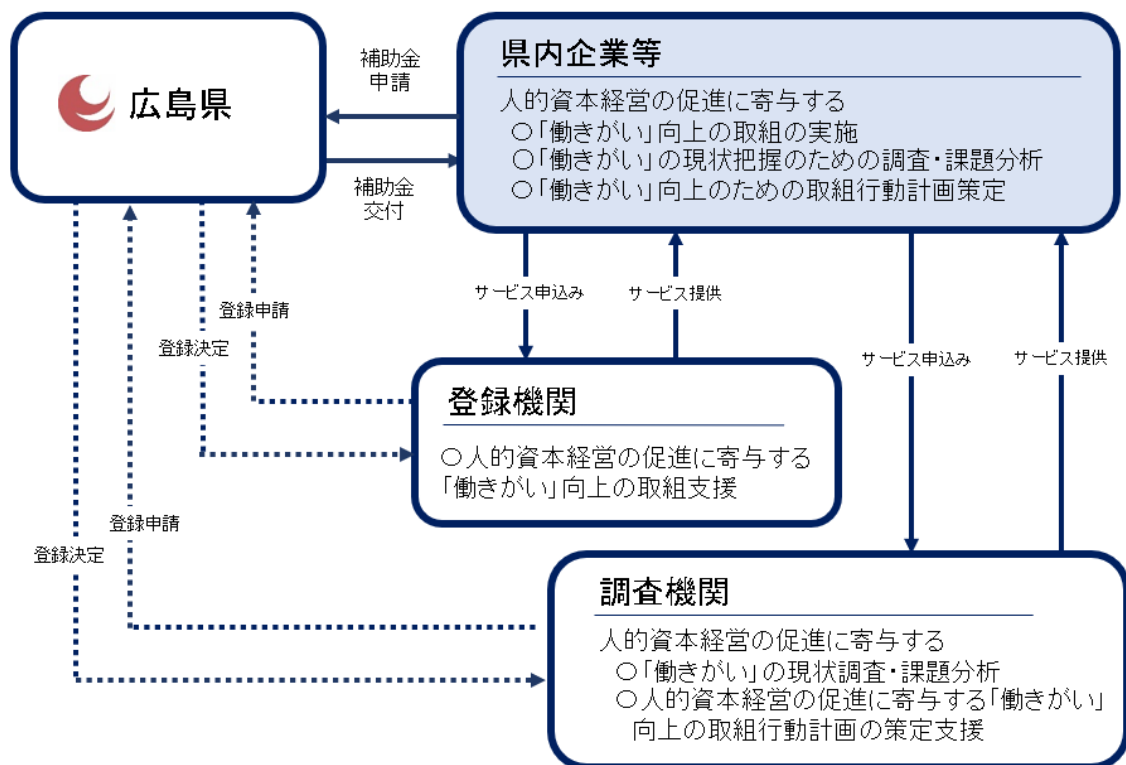 広島県
補助金
申請
補助金
交付
県内企業等
人的資本経営の促進に寄与する
○「働きがい」向上の取組の実施
○「働きがい」の現状把握のための調査・課題分析
○「働きがい」向上のための取組行動計画策定
サービス申込み
サービス提供
サービス申込み
サービス提供
登録申請
登録決定
登録機関
○人的資本経営の促進に寄与する
「働きがい」向上の取組支援
登録申請
登録決定
調査機関
人的資本経営の促進に寄与する
○「働きがい」の現状調査・課題分析
○人的資本経営の促進に寄与する「働きがい」
向上の取組行動計画の策定支援